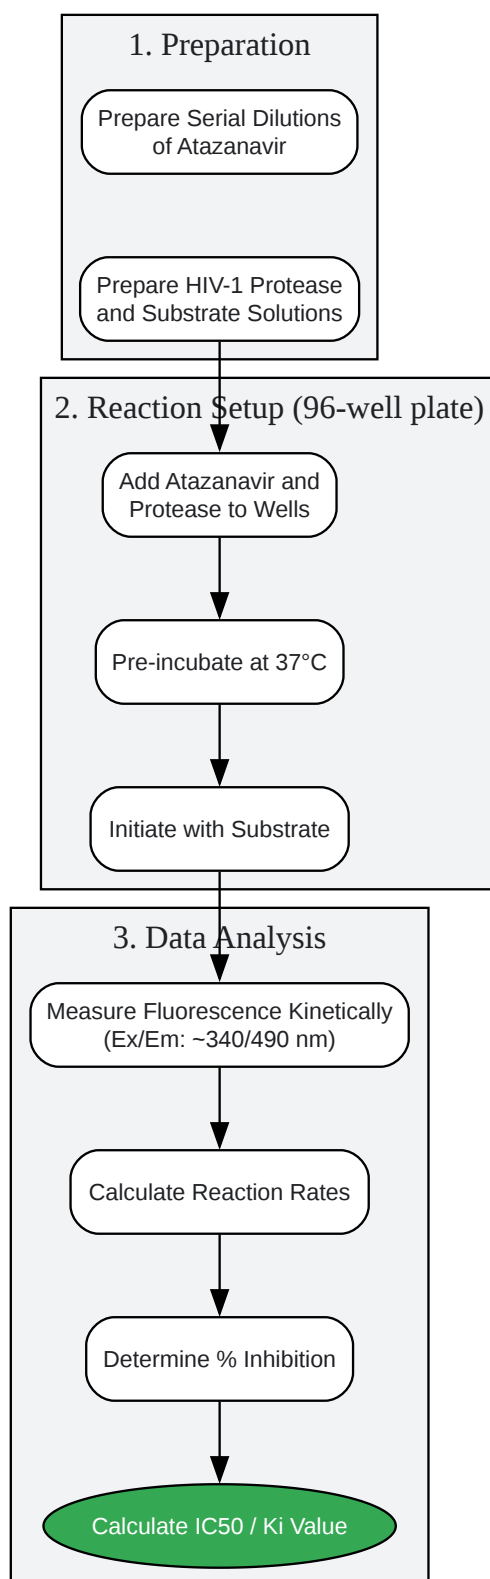 1. Preparation
Prepare Serial Dilutions
of Atazanavir
Prepare HIV-1 Protease
and Substrate Solutions
2. Reaction Setup (96-well plate)
Add Atazanavir and
Protease to Wells
Pre-incubate at 37°C
Initiate with Substrate
3. Data Analysis
Measure Fluorescence Kinetically
(Ex/Em: ~340/490 nm)
Calculate Reaction Rates
Determine % Inhibition
Calculate IC50 / Ki Value